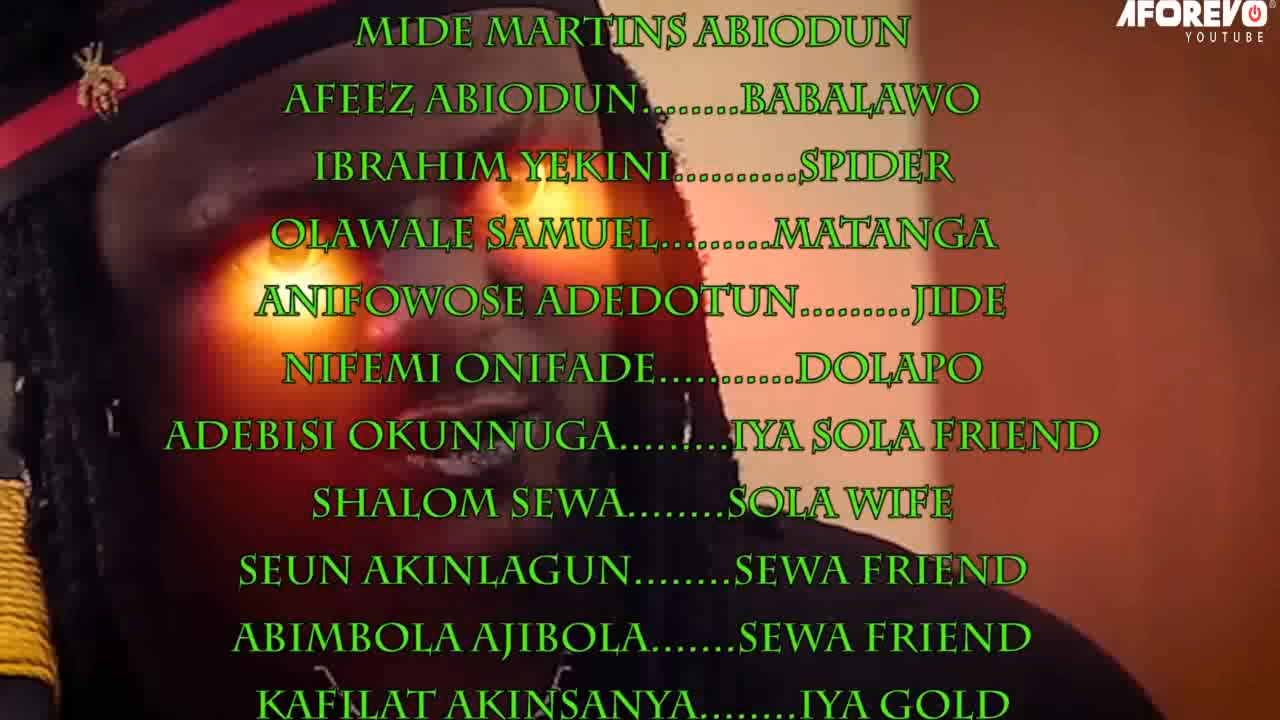 AFOREVO
YOUTUBE
MIDE MARTINS ABIODUN
AFEEZ ABIODUN........BABALAWO
IBRAHIM YEKINI..........SPIDER
OLAWALE SAMUEL.........MATANGA
ANIFOWOSE ADEDOTUN.........JIDE
NIFEMI ONIFADE...........DOLAPO
ADEBISI OKUNNUGA.........IYA SOLA FRIEND
SHALOM SEWA........SOLA WIFE
SEUN AKINLAGUN........SEWA FRIEND
ABIMBOLA AJIBOLA.......SEWA FRIEND
KAFILAT AKINSANYA........IYA GOLD